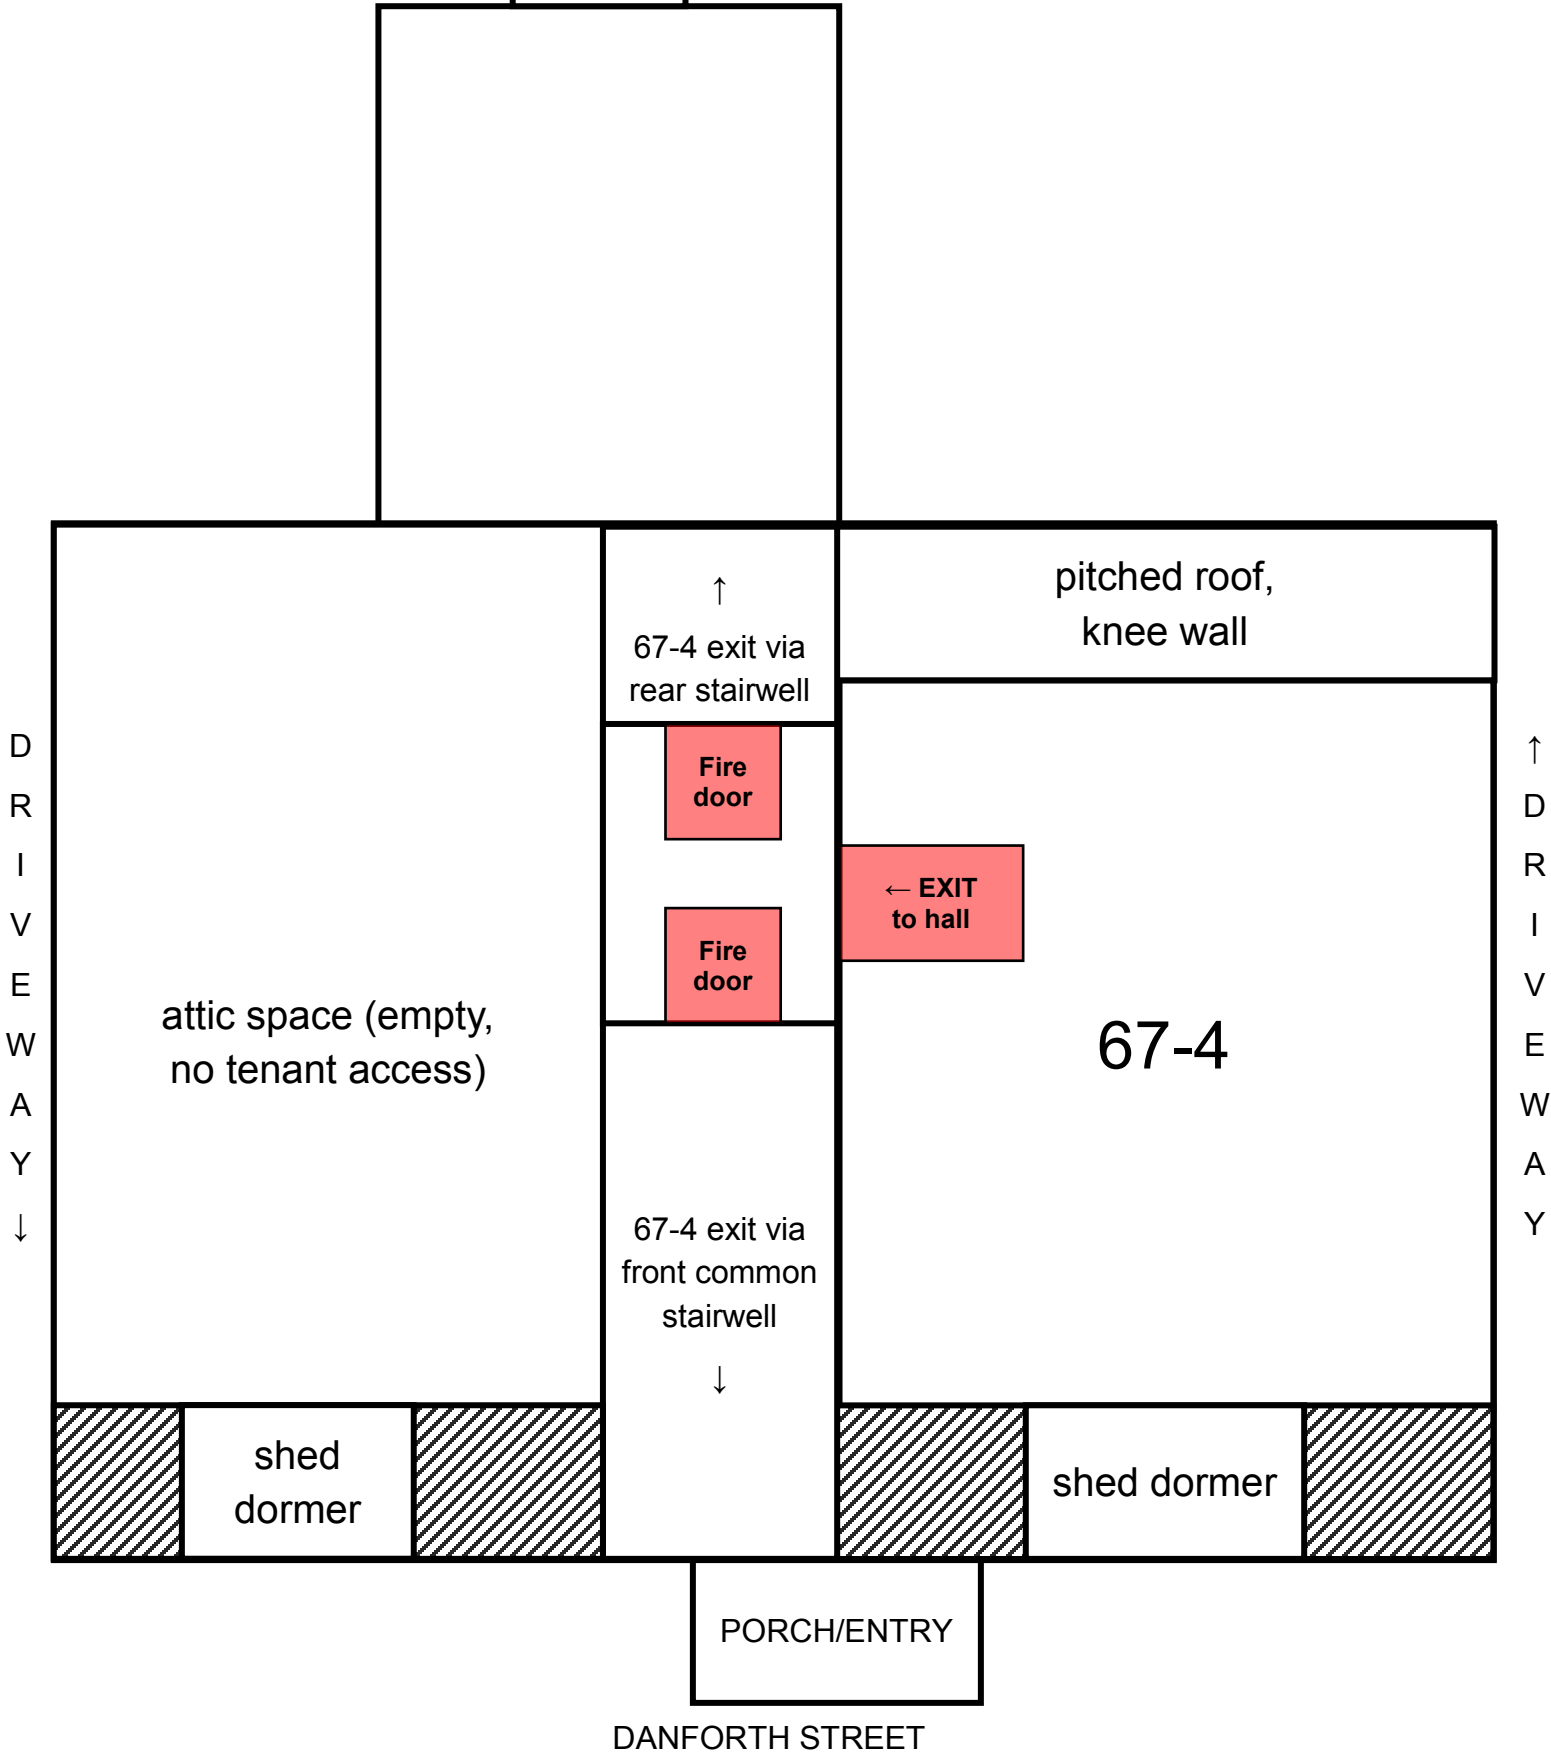 pitched roof,
knee wall
↑
67-4 exit via
rear stairwell
Fire
door
← EXIT
to hall
Fire
door
67-4
attic space (empty,
no tenant access)
67-4 exit via
front common
stairwell
↓
D
R
I
V
E
W
A
Y
↓
↑
D
R
I
V
E
W
A
Y
shed
dormer
shed dormer
PORCH/ENTRY
DANFORTH STREET